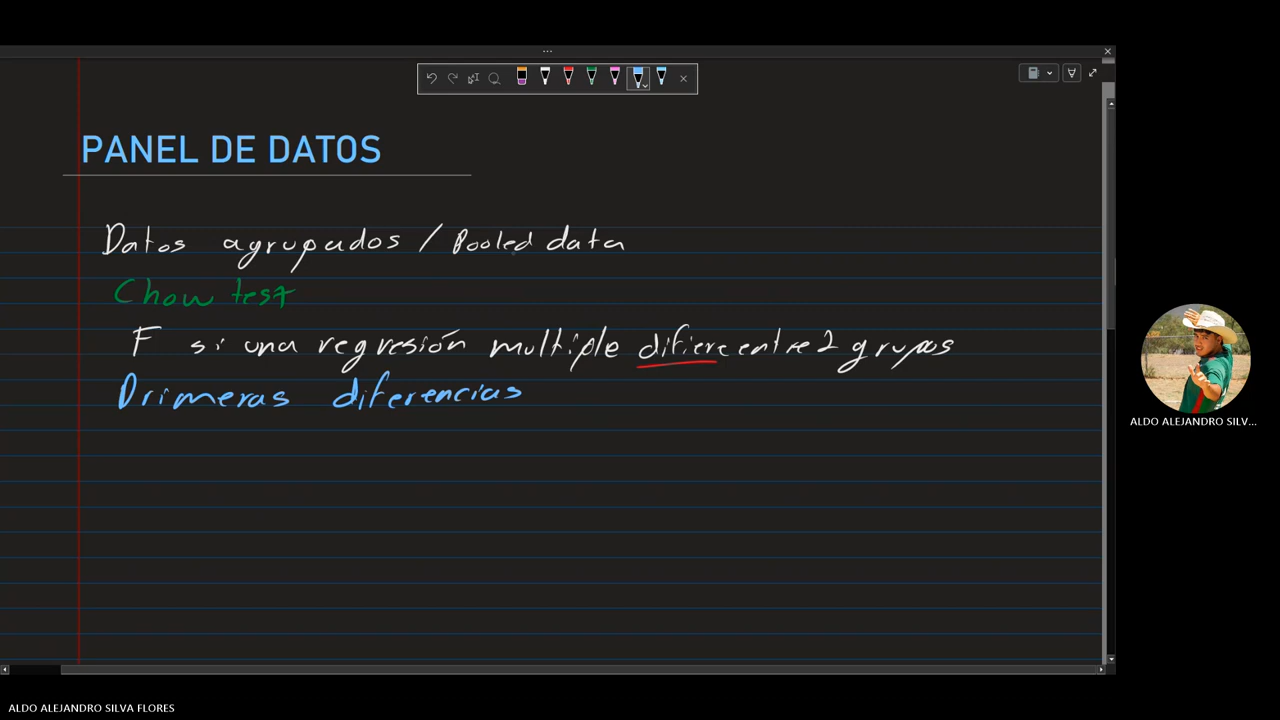 PANEL DE DATOS
Datos agrupados / Pooled data
Chow test
F si una regresión multiple difiere entre 2 grupos
Primeras diferencias
ALDO ALEJANDRO SILV...
ALDO ALEJANDRO SILVA FLORES